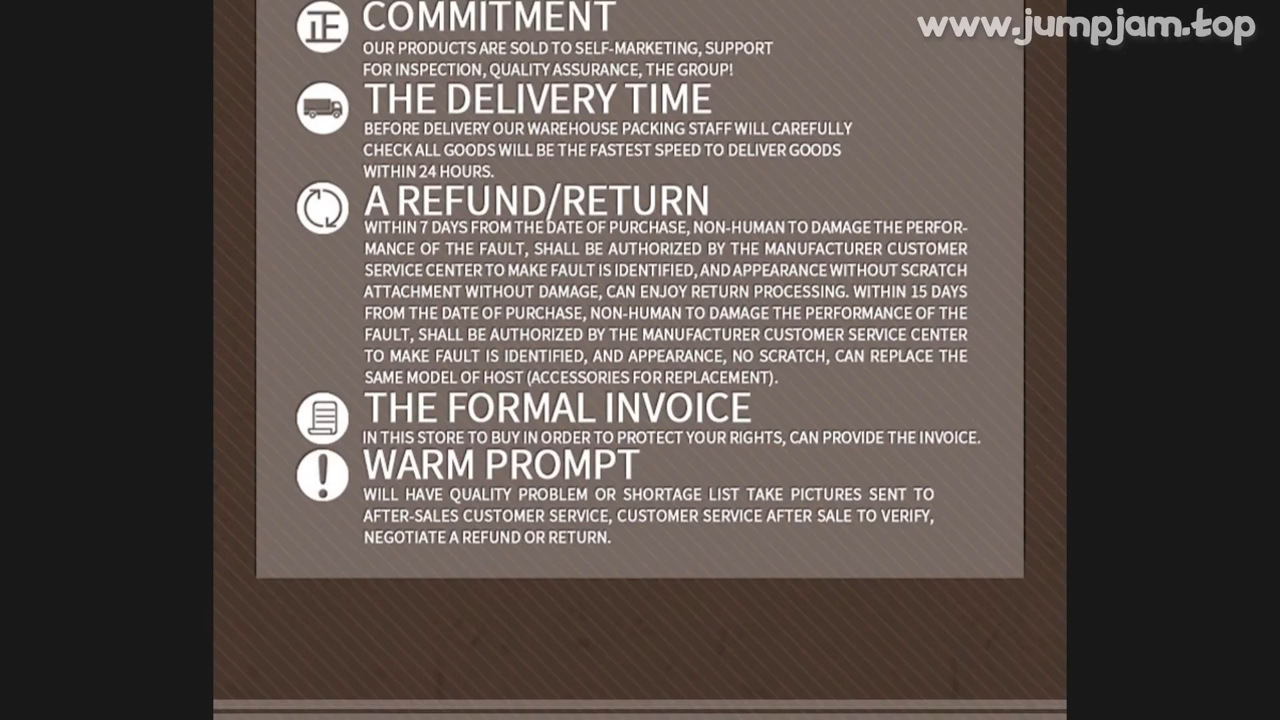 www.jumpjam.top
正
COMMITMENT
OUR PRODUCTS ARE SOLD TO SELF-MARKETING, SUPPORT
FOR INSPECTION, QUALITY ASSURANCE, THE GROUP!
THE DELIVERY TIME
BEFORE DELIVERY OUR WAREHOUSE PACKING STAFF WILL CAREFULLY
CHECK ALL GOODS WILL BE THE FASTEST SPEED TO DELIVER GOODS
WITHIN 24 HOURS.
A REFUND/RETURN
WITHIN 7 DAYS FROM THE DATE OF PURCHASE, NON-HUMAN TO DAMAGE THE PERFOR-
MANCE OF THE FAULT, SHALL BE AUTHORIZED BY THE MANUFACTURER CUSTOMER
SERVICE CENTER TO MAKE FAULT IS IDENTIFIED, AND APPEARANCE WITHOUT SCRATCH
ATTACHMENT WITHOUT DAMAGE, CAN ENJOY RETURN PROCESSING. WITHIN 15 DAYS
FROM THE DATE OF PURCHASE, NON-HUMAN TO DAMAGE THE PERFORMANCE OF THE
FAULT, SHALL BE AUTHORIZED BY THE MANUFACTURER CUSTOMER SERVICE CENTER
TO MAKE FAULT IS IDENTIFIED, AND APPEARANCE, NO SCRATCH, CAN REPLACE THE
SAME MODEL OF HOST (ACCESSORIES FOR REPLACEMENT).
THE FORMAL INVOICE
IN THIS STORE TO BUY IN ORDER TO PROTECT YOUR RIGHTS, CAN PROVIDE THE INVOICE.
WARM PROMPT
WILL HAVE QUALITY PROBLEM OR SHORTAGE LIST TAKE PICTURES SENT TO
AFTER-SALES CUSTOMER SERVICE, CUSTOMER SERVICE AFTER SALE TO VERIFY,
NEGOTIATE A REFUND OR RETURN.